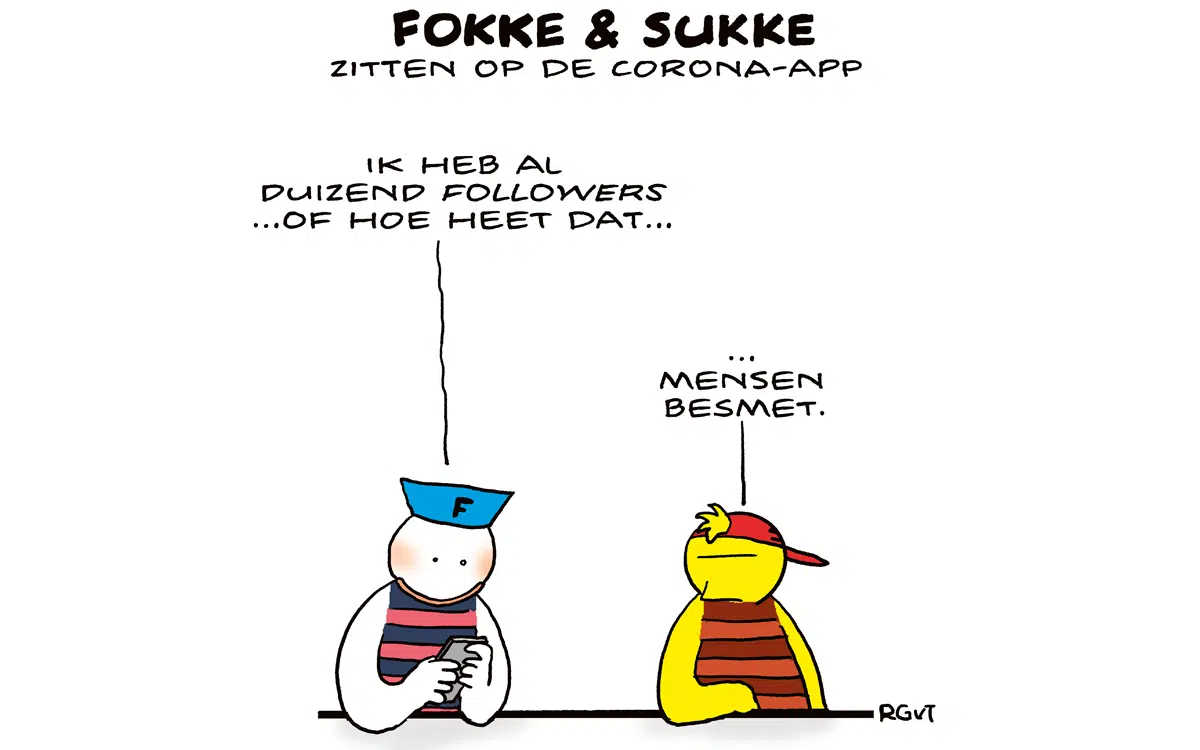 FOKKE & SUKKE
ZITTEN OP DE CORONA-APP
IK HEB AL
DUIZEND FOLLOWERS
...OF HOE HEET DAT...
...
MENSEN
BESMET.
F
RGvT